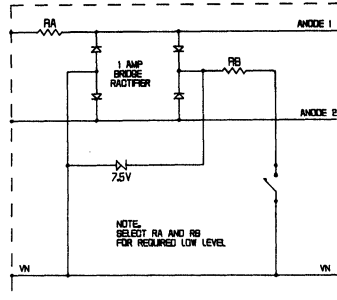 RA
ANODE 1
1 AMP
BRIDGE
RACTIFIER
RB
ANODE 2
7.5V
NOTE,
SELECT RA AND RB
FOR REQUIRED LOW LEVEL
VN
VN